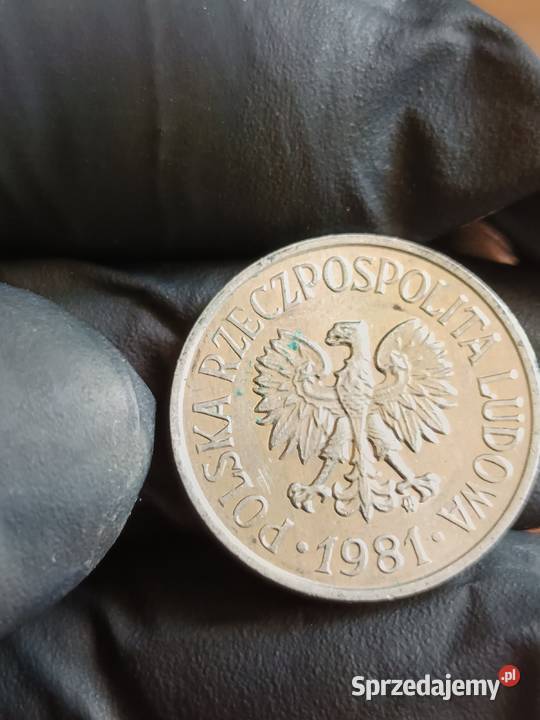 POLSKA RZECZPOSPOLITA LUDOWA
· 1981 ·
Sprzedajemy.pl